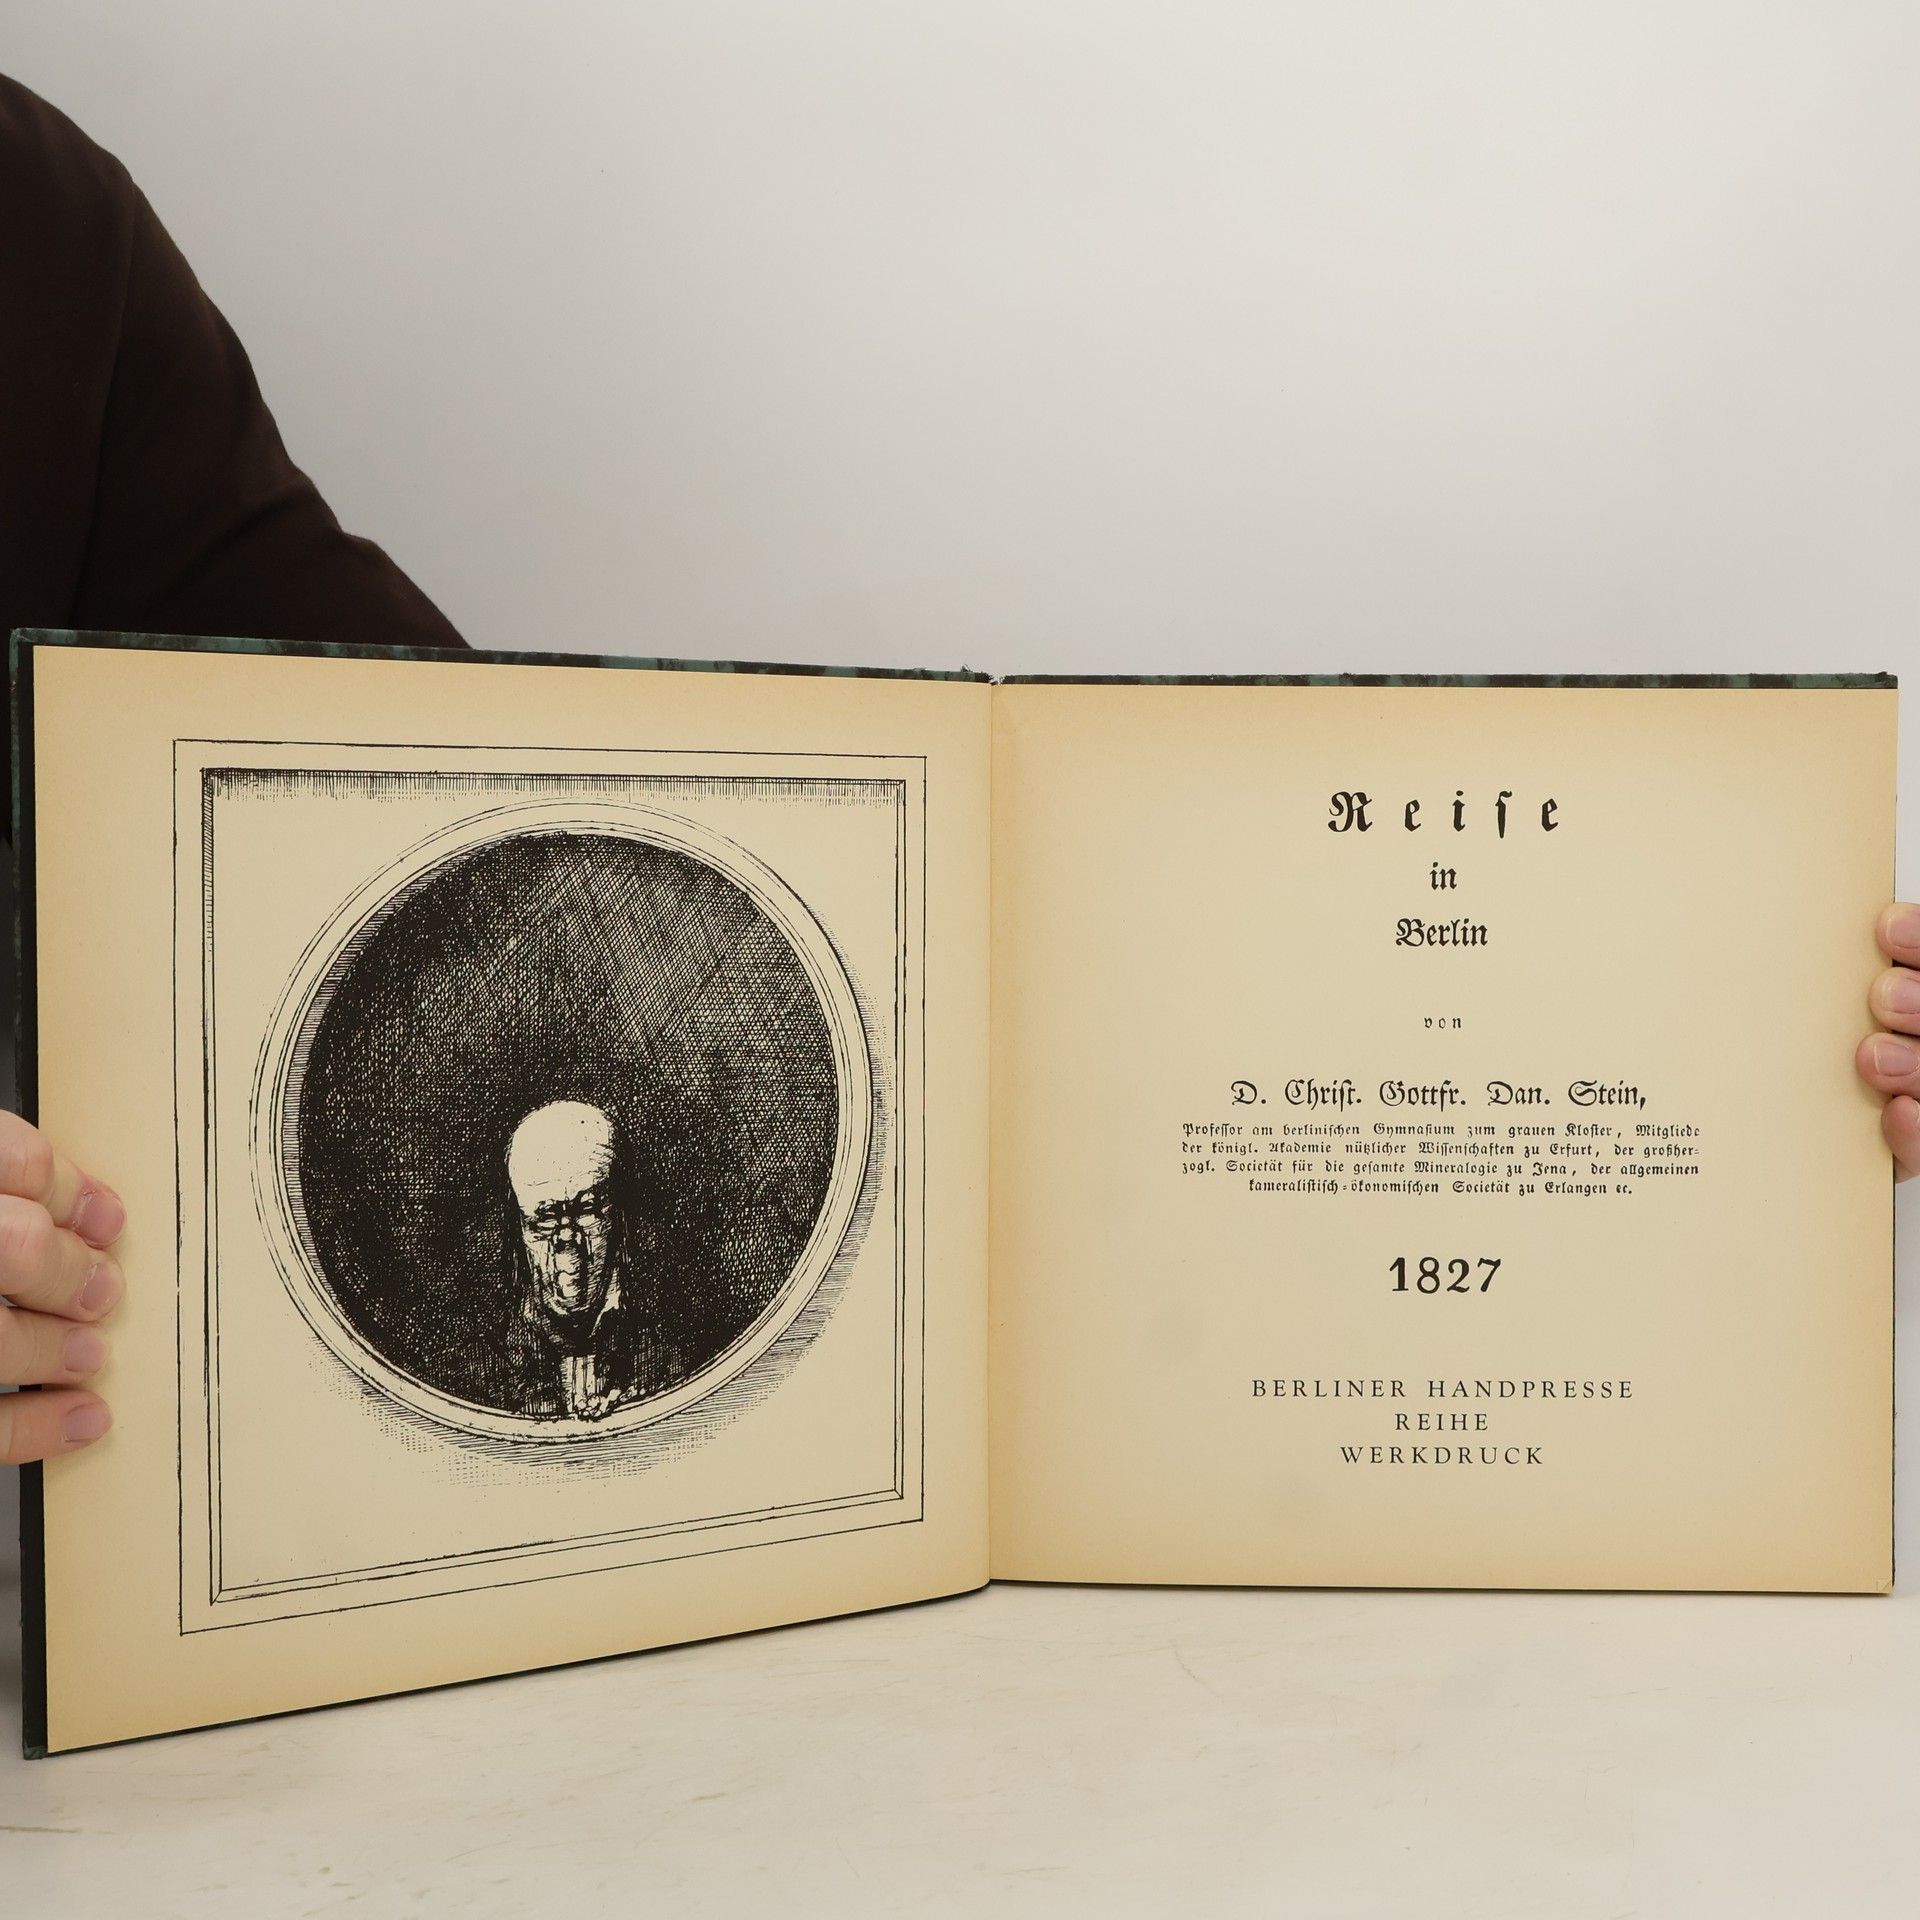 Reiſe
in
Berlin
von
D. Chriſt. Gottfr. Dan. Stein,
Profeſſor am berliniſchen Gymnaſium zum grauen Kloſter, Mitgliede
der königl. Akademie nützlicher Wiſſenſchaften zu Erfurt, der großher-
zogl. Societät für die geſamte Mineralogie zu Jena, der allgemeinen
kameraliſtiſch-ökonomiſchen Societät zu Erlangen ec.
1827
BERLINER HANDPRESSE
REIHE
WERKDRUCK